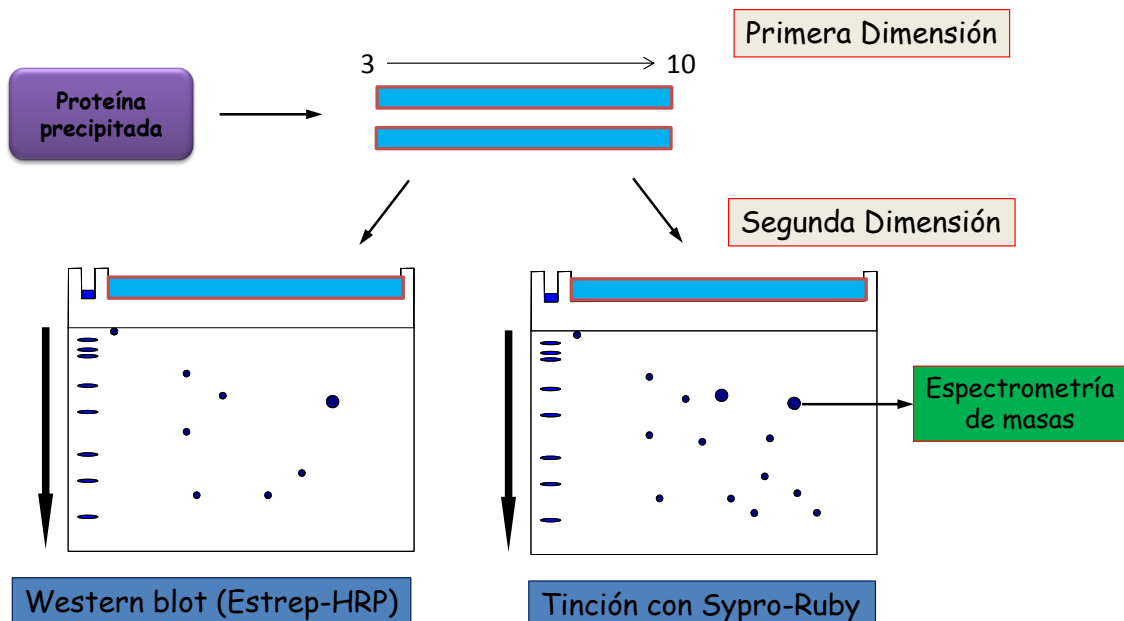 Primera Dimensión
3 10
Proteína
precipitada
Segunda Dimensión
Espectrometría
de masas
Western blot (Estrep-HRP)
Tinción con Sypro-Ruby